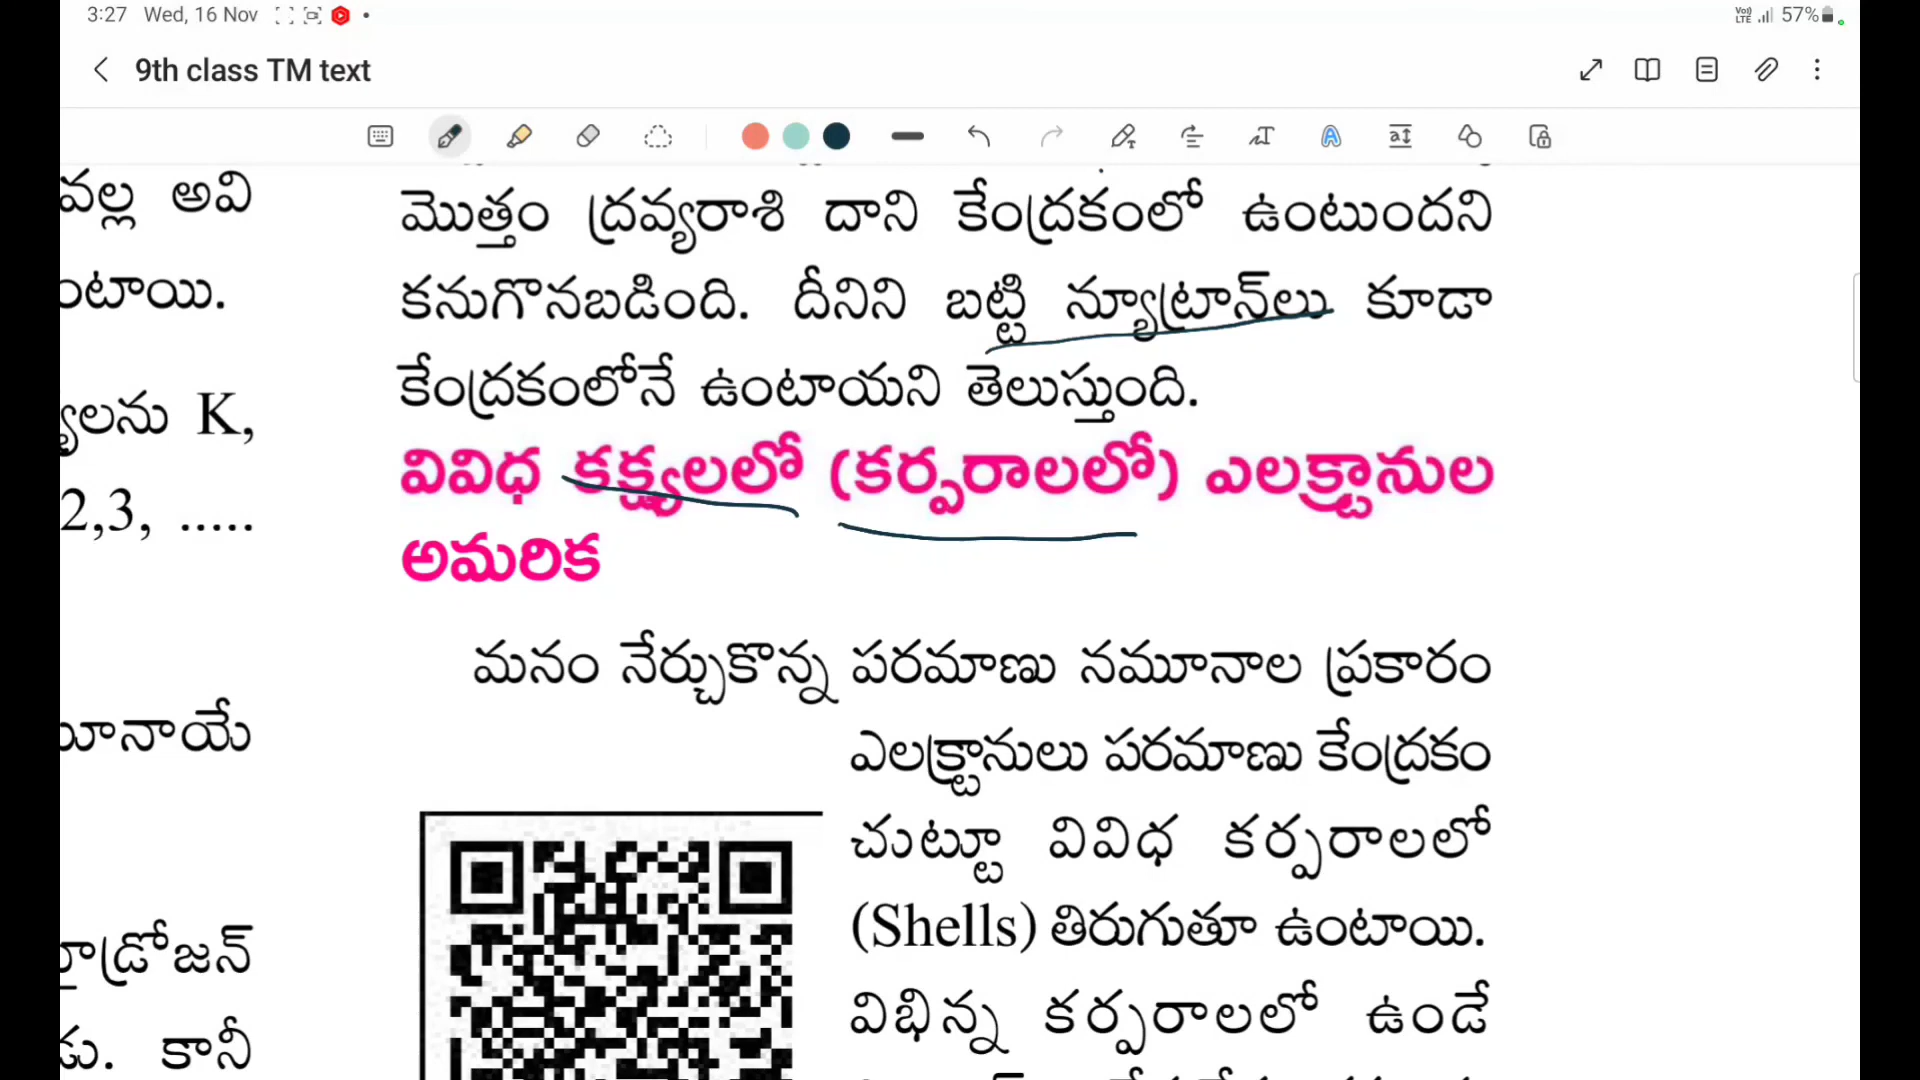 3:27 Wed, 16 Nov
57%
9th class TM text
వల్ల అవి
ంటాయి.
్యలను K,
2,3, .....
మూనాయే
హైడ్రోజన్
డు. కానీ
మొత్తం ద్రవ్యరాశి దాని కేంద్రకంలో ఉంటుందని
కనుగొనబడింది. దీనిని బట్టి న్యూట్రాన్‌లు కూడా
కేంద్రకంలోనే ఉంటాయని తెలుస్తుంది.
వివిధ కక్ష్యలలో (కర్పరాలలో) ఎలక్ట్రానుల
అమరిక
మనం నేర్చుకొన్న పరమాణు నమూనాల ప్రకారం
ఎలక్ట్రానులు పరమాణు కేంద్రకం
చుట్టూ వివిధ కర్పరాలలో
(Shells) తిరుగుతూ ఉంటాయి.
విభిన్న కర్పరాలలో ఉండే